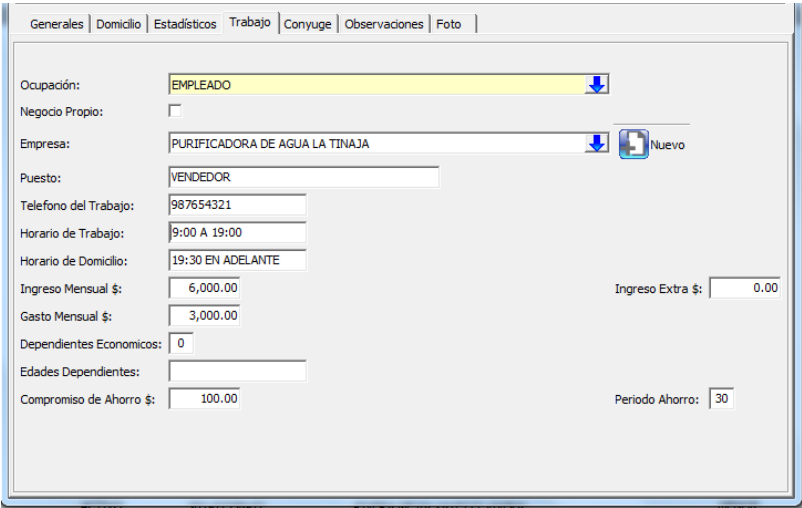 Generales Domicilio Estadísticos Trabajo Conyuge Observaciones Foto
Ocupación: EMPLEADO
Negocio Propio:
Empresa: PURIFICADORA DE AGUA LA TINAJA Nuevo
Puesto: VENDEDOR
Telefono del Trabajo: 987654321
Horario de Trabajo: 9:00 A 19:00
Horario de Domicilio: 19:30 EN ADELANTE
Ingreso Mensual $: 6,000.00 Ingreso Extra $: 0.00
Gasto Mensual $: 3,000.00
Dependientes Economicos: 0
Edades Dependientes:
Compromiso de Ahorro $: 100.00 Periodo Ahorro: 30